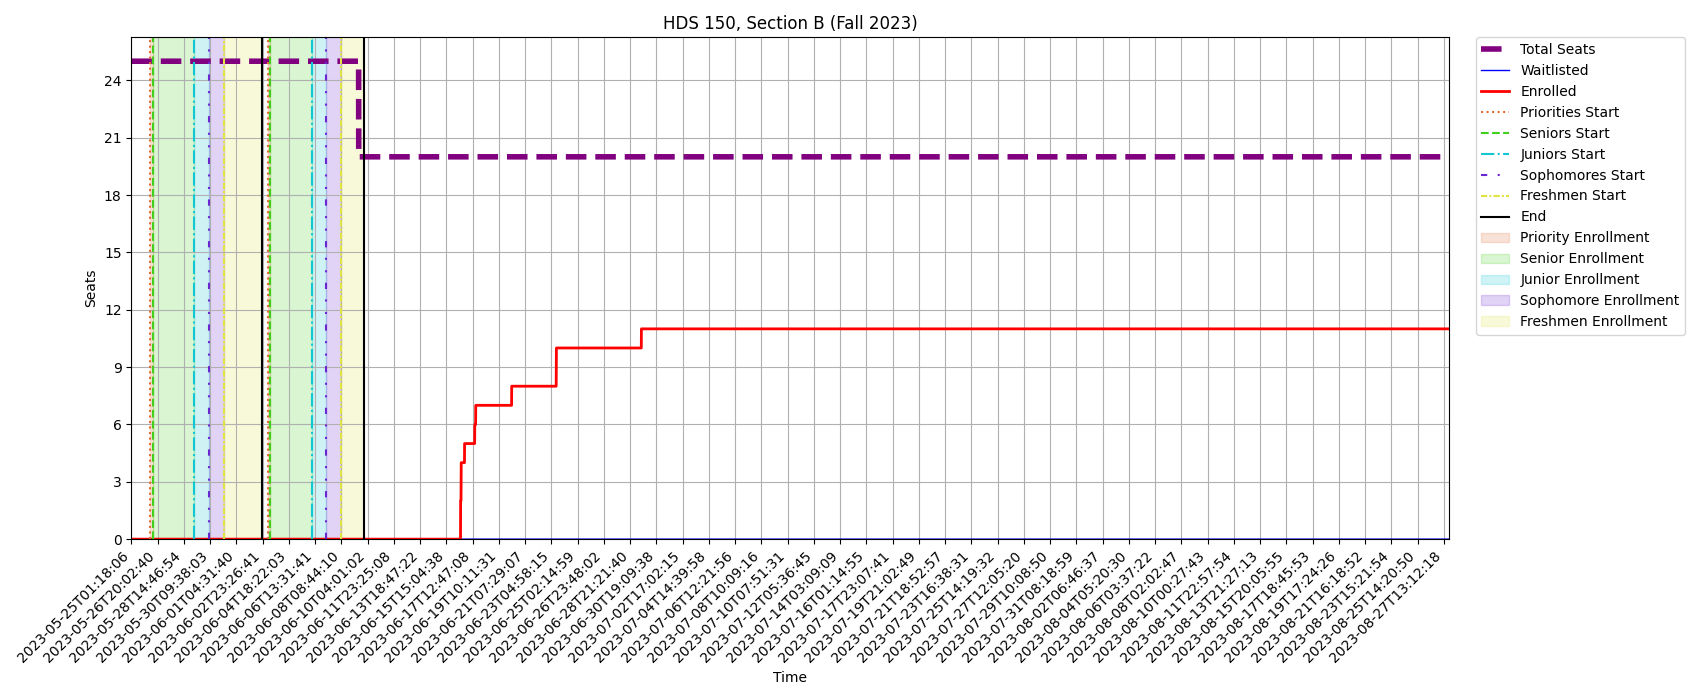 HDS 150, Section B (Fall 2023)
Seats
24
21
18
15
12
9
6
3
0
2023-05-25T01:18:06
2023-05-26T20:02:40
2023-05-28T14:46:54
2023-05-30T09:38:03
2023-06-01T04:31:40
2023-06-02T23:26:41
2023-06-04T18:22:03
2023-06-06T13:31:41
2023-06-08T08:44:10
2023-06-10T04:01:02
2023-06-11T23:25:08
2023-06-13T18:47:22
2023-06-15T15:04:38
2023-06-17T12:47:08
2023-06-19T10:11:31
2023-06-21T07:29:07
2023-06-23T04:58:15
2023-06-25T02:14:59
2023-06-26T23:48:02
2023-06-28T21:21:40
2023-06-30T19:09:38
2023-07-02T17:02:15
2023-07-04T14:39:58
2023-07-06T12:21:56
2023-07-08T10:09:16
2023-07-10T07:51:31
2023-07-12T05:36:45
2023-07-14T03:09:09
2023-07-16T01:14:55
2023-07-17T23:07:41
2023-07-19T21:02:49
2023-07-21T18:52:57
2023-07-23T16:38:31
2023-07-25T14:19:32
2023-07-27T12:05:20
2023-07-29T10:08:50
2023-07-31T08:18:59
2023-08-02T06:46:37
2023-08-04T05:20:30
2023-08-06T03:37:22
2023-08-08T02:02:47
2023-08-10T00:27:43
2023-08-11T22:57:54
2023-08-13T21:27:13
2023-08-15T20:05:55
2023-08-17T18:45:53
2023-08-19T17:24:26
2023-08-21T16:18:52
2023-08-23T15:21:54
2023-08-25T14:20:50
2023-08-27T13:12:18
Time
Total Seats
Waitlisted
Enrolled
Priorities Start
Seniors Start
Juniors Start
Sophomores Start
Freshmen Start
End
Priority Enrollment
Senior Enrollment
Junior Enrollment
Sophomore Enrollment
Freshmen Enrollment